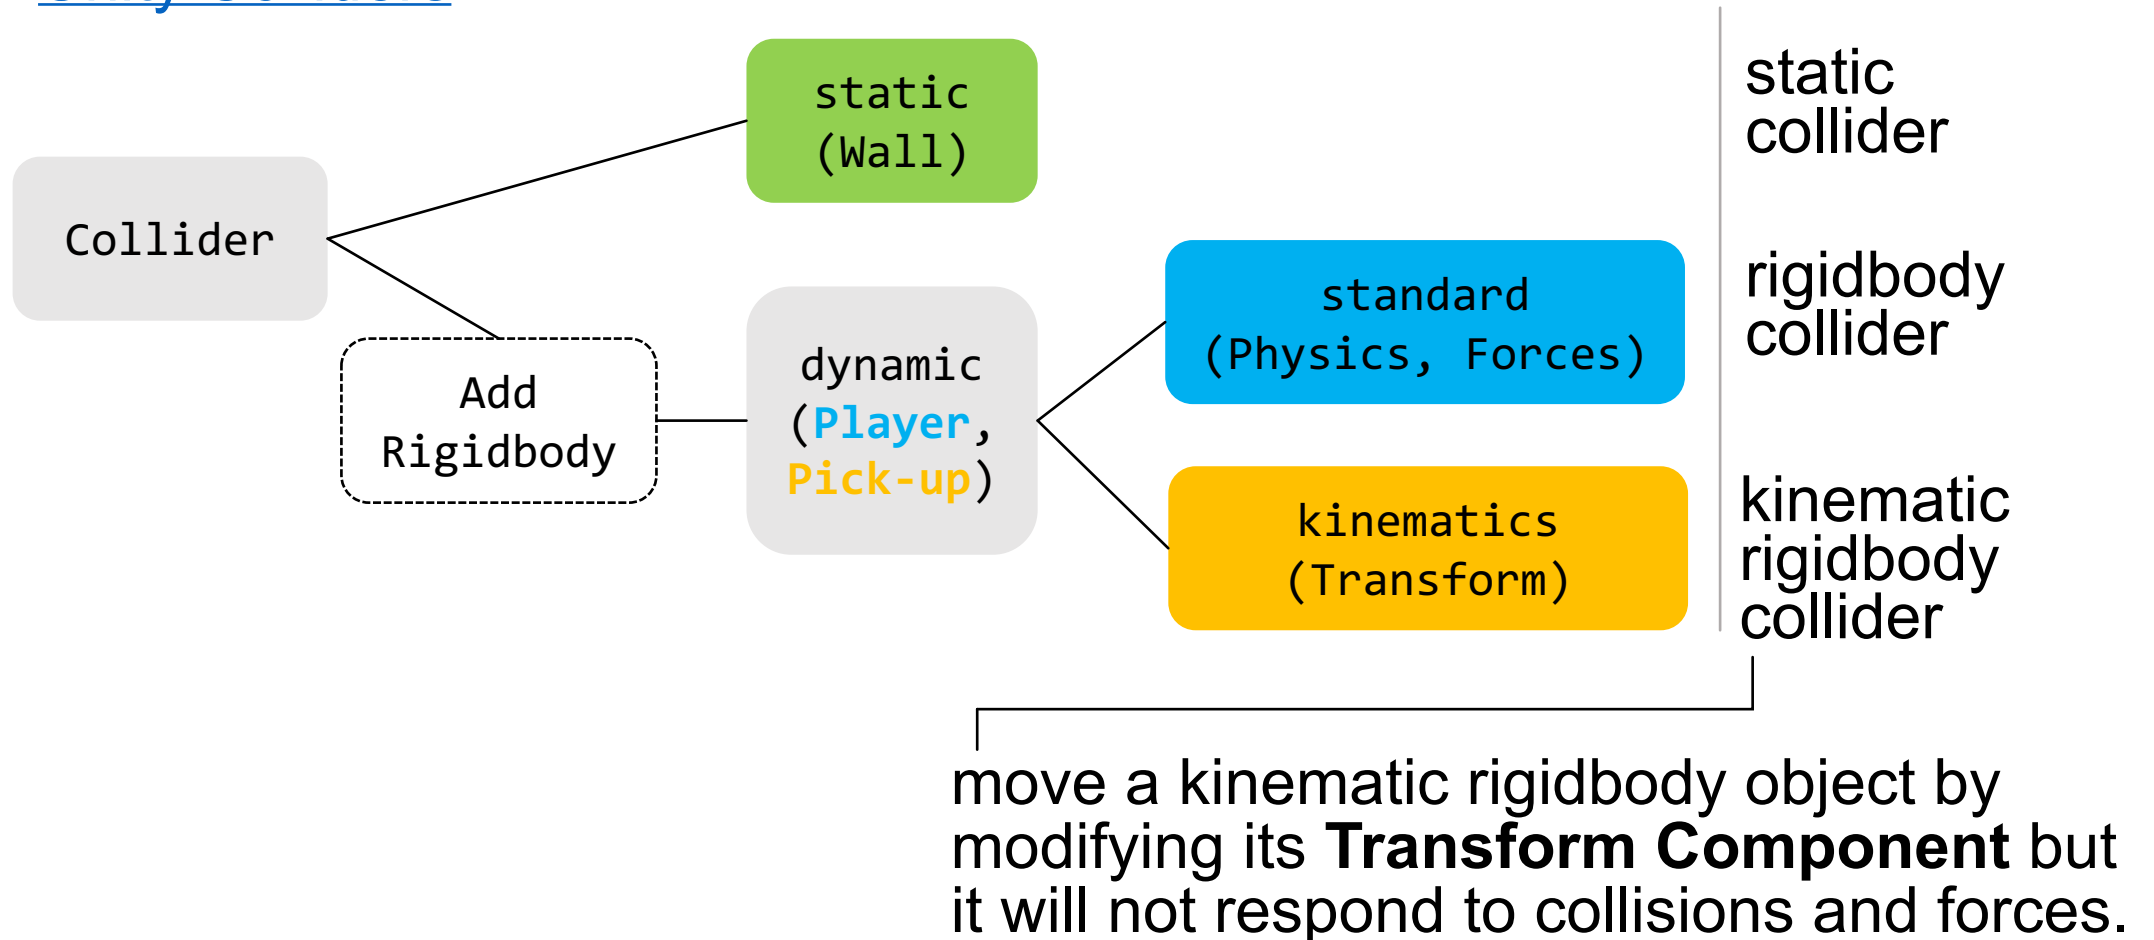 static
(Wall)
static
collider
Collider
standard
(Physics, Forces)
rigidbody
collider
Add
Rigidbody
dynamic
(Player,
Pick-up)
kinematics
(Transform)
kinematic
rigidbody
collider
move a kinematic rigidbody object by
modifying its Transform Component but
it will not respond to collisions and forces.